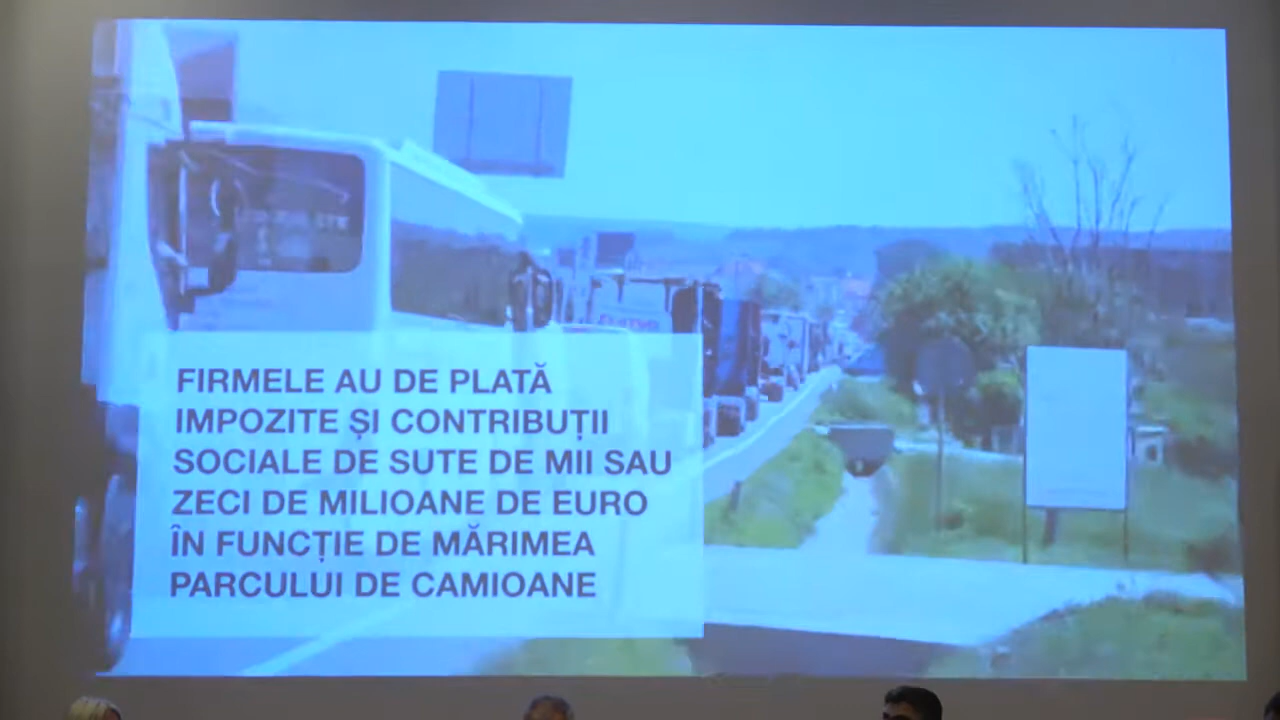 FIRMELE AU DE PLATĂ
IMPOZITE ȘI CONTRIBUȚII
SOCIALE DE SUTE DE MII SAU
ZECI DE MILIOANE DE EURO
ÎN FUNCȚIE DE MĂRIMEA
PARCULUI DE CAMIOANE